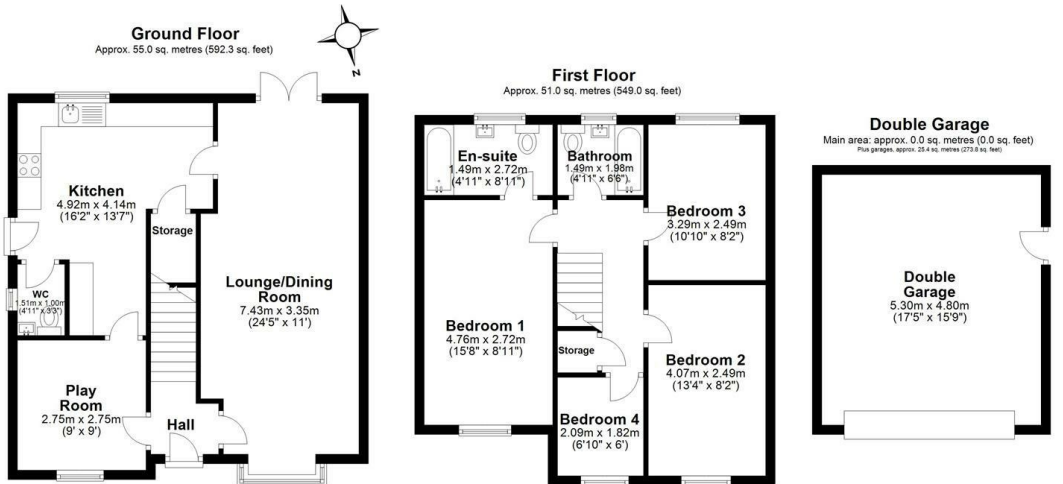 Ground Floor
Approx. 55.0 sq. metres (592.3 sq. feet)
N
Kitchen
4.92m x 4.14m
(16'2" x 13'7")
Storage
WC
1.51m x 1.00m
(4'11" x 3'3")
Lounge/Dining
Room
7.43m x 3.35m
(24'5" x 11')
Play
Room
2.75m x 2.75m
(9' x 9')
Hall
First Floor
Approx. 51.0 sq. metres (549.0 sq. feet)
En-suite
1.49m x 2.72m
(4'11" x 8'11")
Bathroom
1.49m x 1.98m
(4'11" x 6'6")
Bedroom 3
3.29m x 2.49m
(10'10" x 8'2")
Bedroom 1
4.76m x 2.72m
(15'8" x 8'11")
Storage
Bedroom 2
4.07m x 2.49m
(13'4" x 8'2")
Bedroom 4
2.09m x 1.82m
(6'10" x 6')
Double Garage
Main area: approx. 0.0 sq. metres (0.0 sq. feet)
Plus garages, approx. 25.4 sq. metres (273.8 sq. feet)
Double
Garage
5.30m x 4.80m
(17'5" x 15'9")